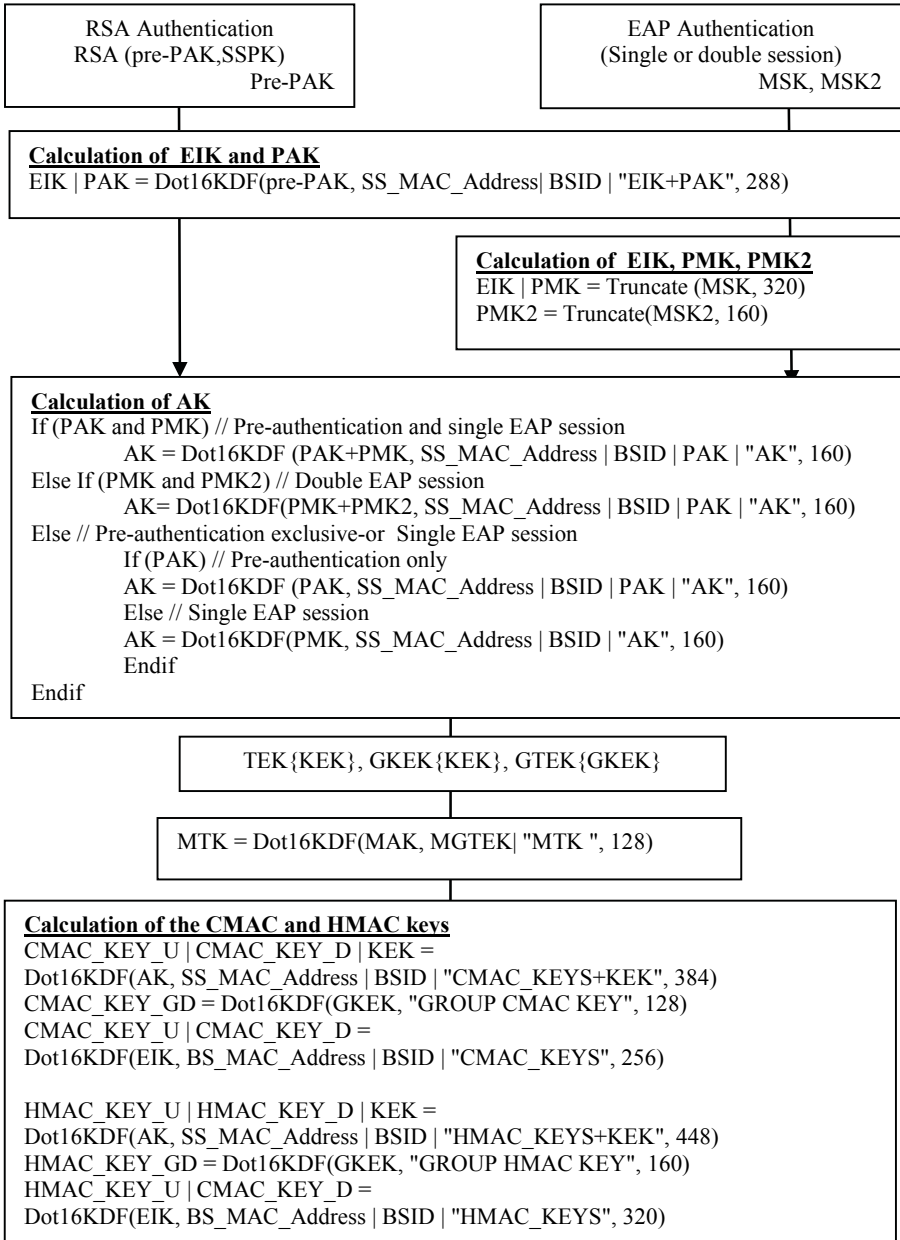 RSA Authentication
RSA (pre-PAK,SSPK)
Pre-PAK
EAP Authentication
(Single or double session)
MSK, MSK2
Calculation of EIK and PAK
EIK | PAK = Dot16KDF(pre-PAK, SS_MAC_Address| BSID | "EIK+PAK", 288)
Calculation of EIK, PMK, PMK2
EIK | PMK = Truncate (MSK, 320)
PMK2 = Truncate(MSK2, 160)
Calculation of AK
If (PAK and PMK) // Pre-authentication and single EAP session
AK = Dot16KDF (PAK+PMK, SS_MAC_Address | BSID | PAK | "AK", 160)
Else If (PMK and PMK2) // Double EAP session
AK= Dot16KDF(PMK+PMK2, SS_MAC_Address | BSID | PAK | "AK", 160)
Else // Pre-authentication exclusive-or Single EAP session
If (PAK) // Pre-authentication only
AK = Dot16KDF (PAK, SS_MAC_Address | BSID | PAK | "AK", 160)
Else // Single EAP session
AK = Dot16KDF(PMK, SS_MAC_Address | BSID | "AK", 160)
Endif
Endif
TEK{KEK}, GKEK{KEK}, GTEK{GKEK}
MTK = Dot16KDF(MAK, MGTEK| "MTK ", 128)
Calculation of the CMAC and HMAC keys
CMAC_KEY_U | CMAC_KEY_D | KEK =
Dot16KDF(AK, SS_MAC_Address | BSID | "CMAC_KEYS+KEK", 384)
CMAC_KEY_GD = Dot16KDF(GKEK, "GROUP CMAC KEY", 128)
CMAC_KEY_U | CMAC_KEY_D =
Dot16KDF(EIK, BS_MAC_Address | BSID | "CMAC_KEYS", 256)
HMAC_KEY_U | HMAC_KEY_D | KEK =
Dot16KDF(AK, SS_MAC_Address | BSID | "HMAC_KEYS+KEK", 448)
HMAC_KEY_GD = Dot16KDF(GKEK, "GROUP HMAC KEY", 160)
HMAC_KEY_U | CMAC_KEY_D =
Dot16KDF(EIK, BS_MAC_Address | BSID | "HMAC_KEYS", 320)